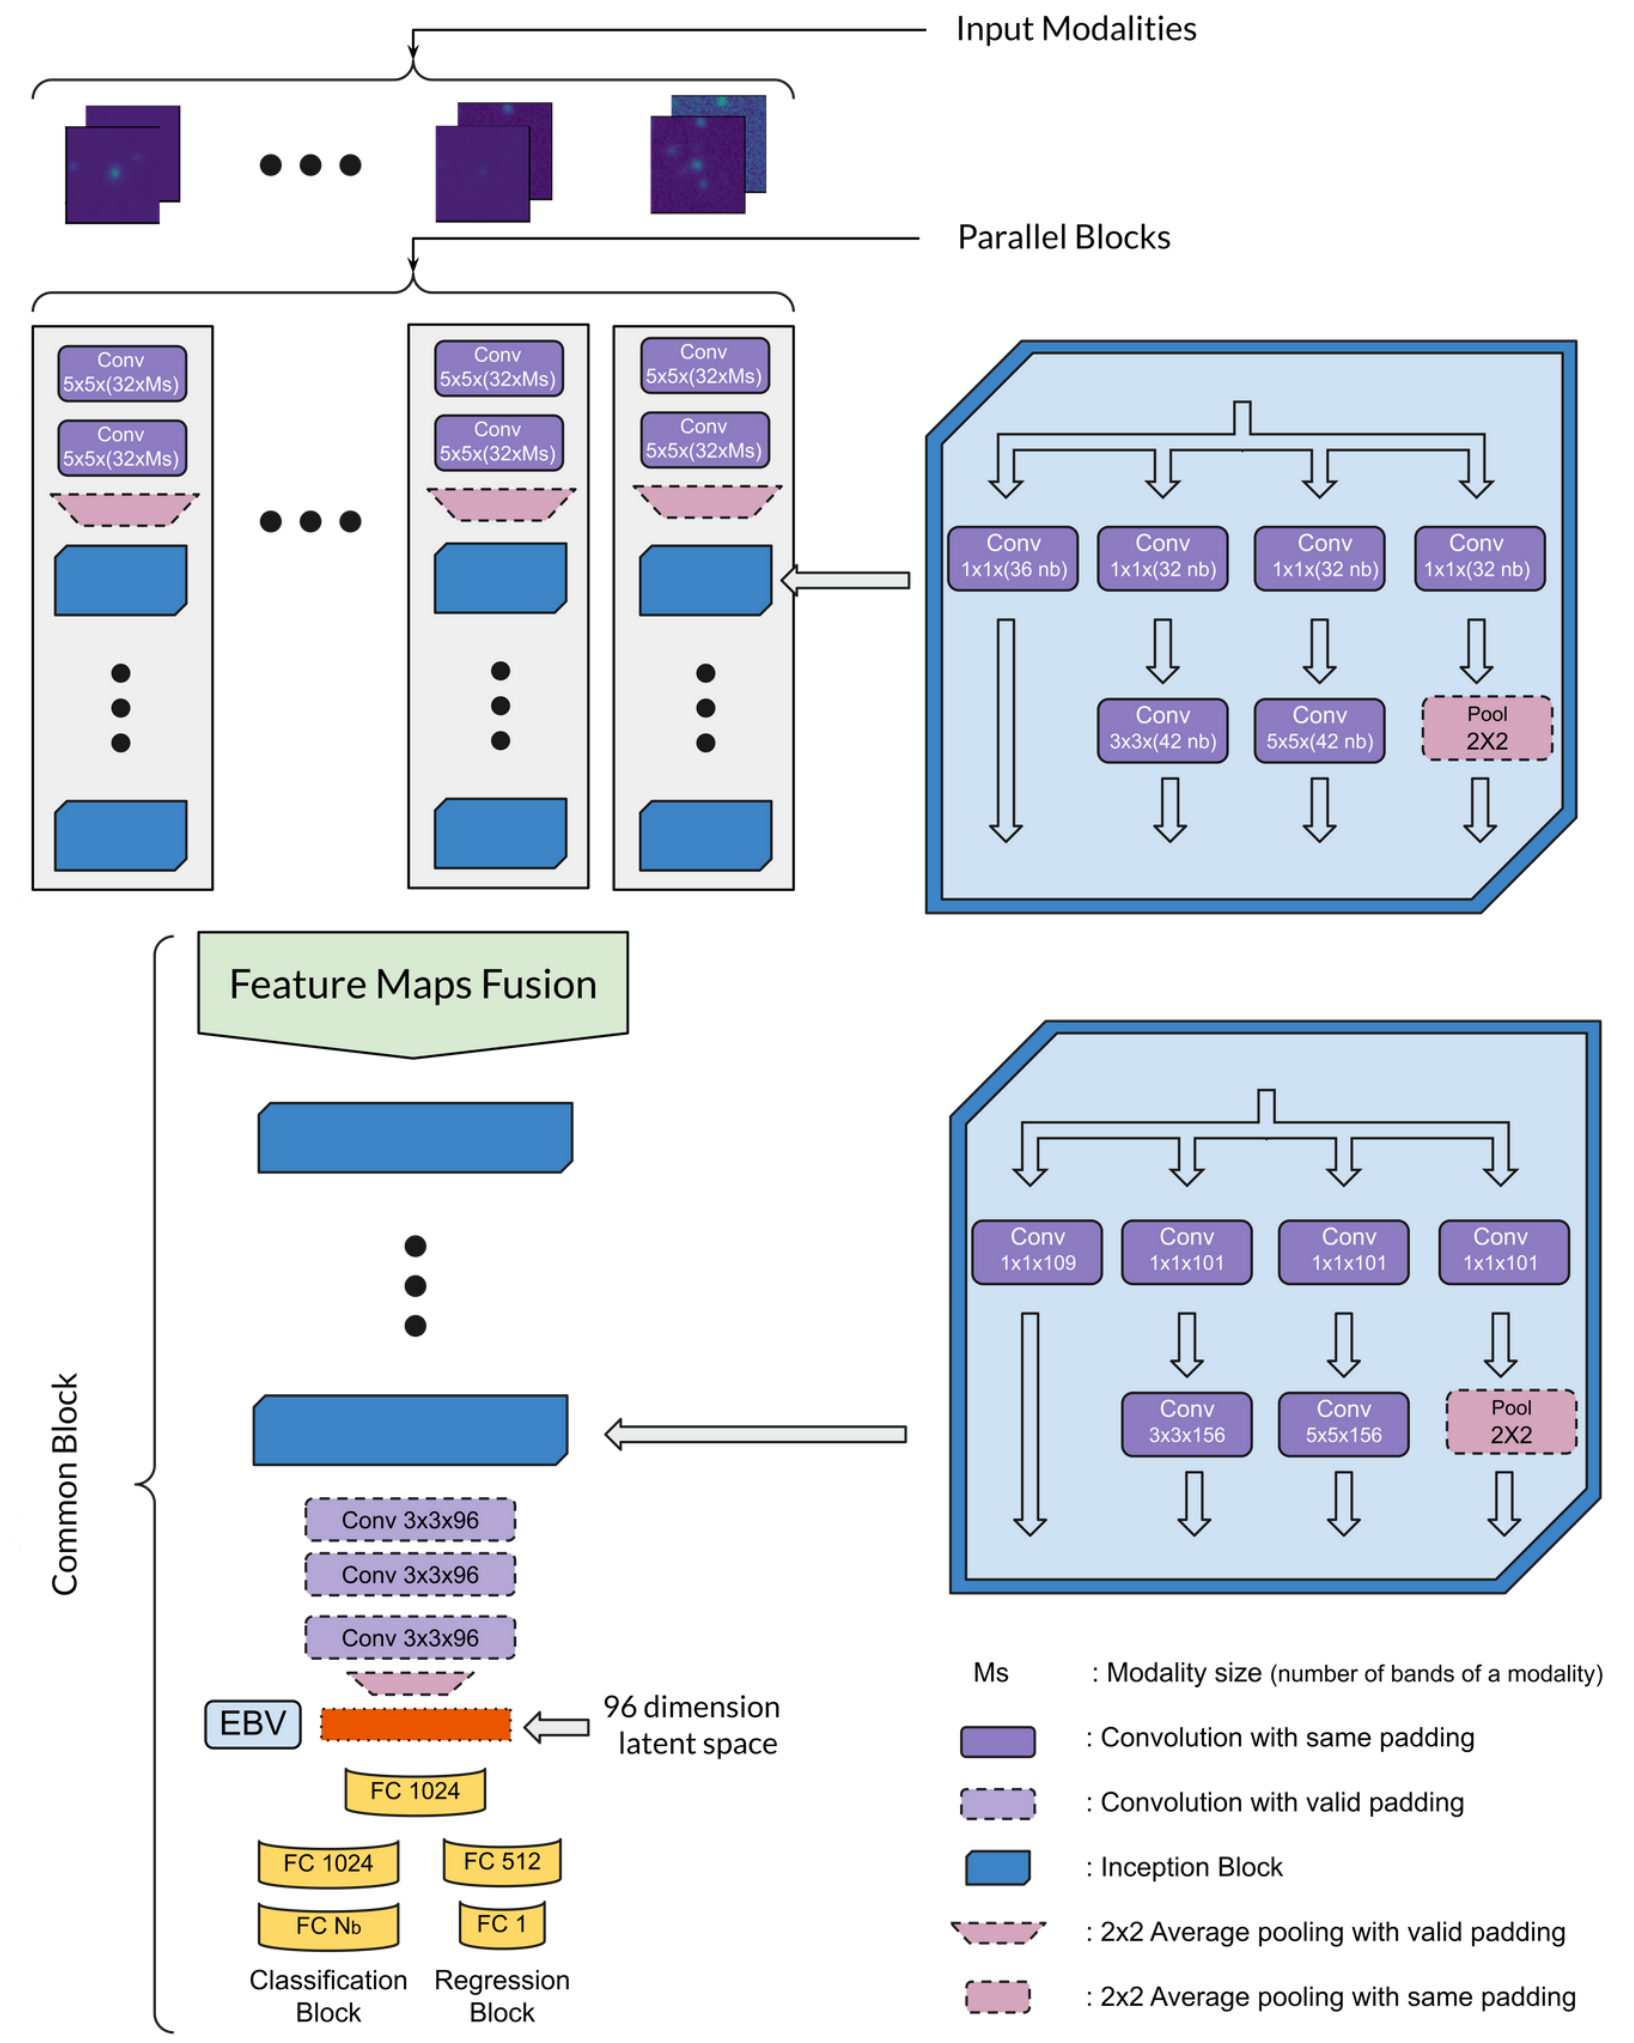 Input Modalities
Parallel Blocks
Conv
5x5x(32xMs)
Conv
5x5x(32xMs)
Conv
5x5x(32xMs)
Conv
5x5x(32xMs)
Conv
5x5x(32xMs)
Conv
5x5x(32xMs)
Conv
1x1x(36 nb)
Conv
1x1x(32 nb)
Conv
1x1x(32 nb)
Conv
1x1x(32 nb)
Conv
3x3x(42 nb)
Conv
5x5x(42 nb)
Pool
2X2
Feature Maps Fusion
Common Block
Conv
1x1x109
Conv
1x1x101
Conv
1x1x101
Conv
1x1x101
Conv
3x3x156
Conv
5x5x156
Pool
2X2
Conv 3x3x96
Conv 3x3x96
Conv 3x3x96
EBV
96 dimension
latent space
FC 1024
FC 1024
FC 512
FC Nb
FC 1
Classification
Block
Regression
Block
Ms : Modality size (number of bands of a modality)
: Convolution with same padding
: Convolution with valid padding
: Inception Block
: 2x2 Average pooling with valid padding
: 2x2 Average pooling with same padding